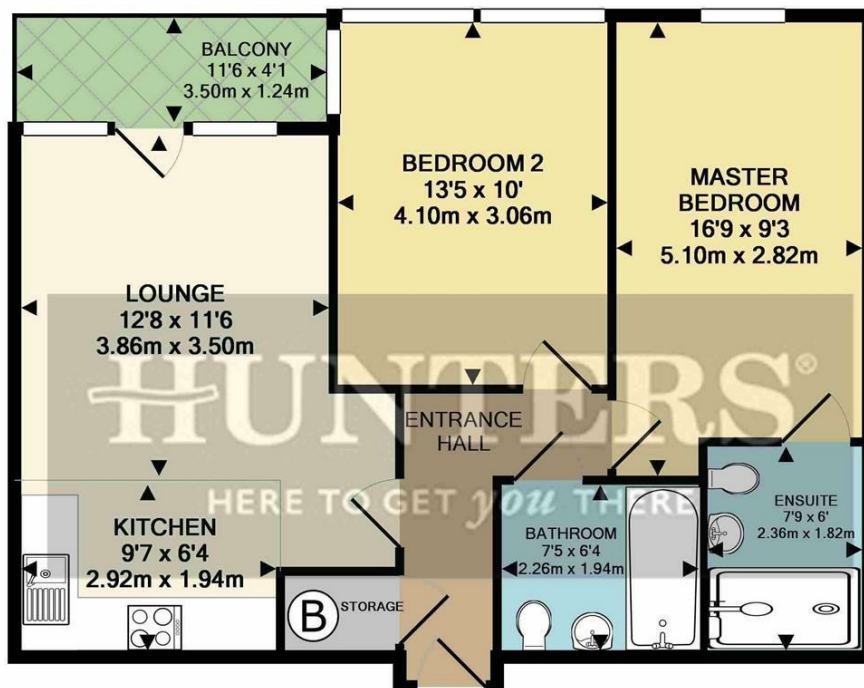 BALCONY
11'6 x 4'1
3.50m x 1.24m
BEDROOM 2
13'5 x 10'
4.10m x 3.06m
MASTER
BEDROOM
16'9 x 9'3
5.10m x 2.82m
LOUNGE
12'8 x 11'6
3.86m x 3.50m
HUNTERS®
HERE TO GET you THERE
ENTRANCE
HALL
KITCHEN
9'7 x 6'4
2.92m x 1.94m
BATHROOM
7'5 x 6'4
2.26m x 1.94m
ENSUITE
7'9 x 6'
2.36m x 1.82m
B
STORAGE